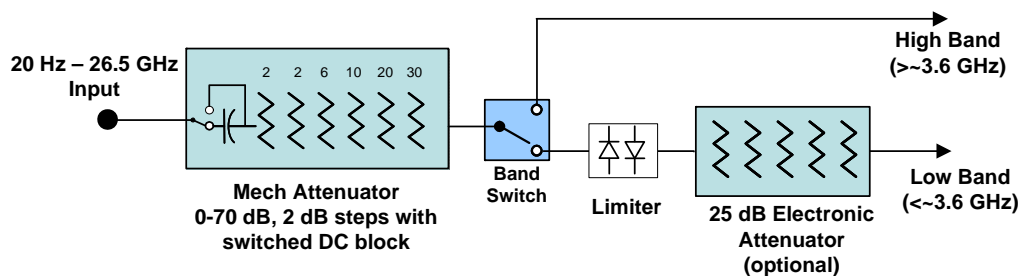 20 Hz – 26.5 GHz
Input
2 2 6 10 20 30
Mech Attenuator
0-70 dB, 2 dB steps with
switched DC block
Band
Switch
Limiter
25 dB Electronic
Attenuator
(optional)
High Band
(>~3.6 GHz)
Low Band
(<~3.6 GHz)